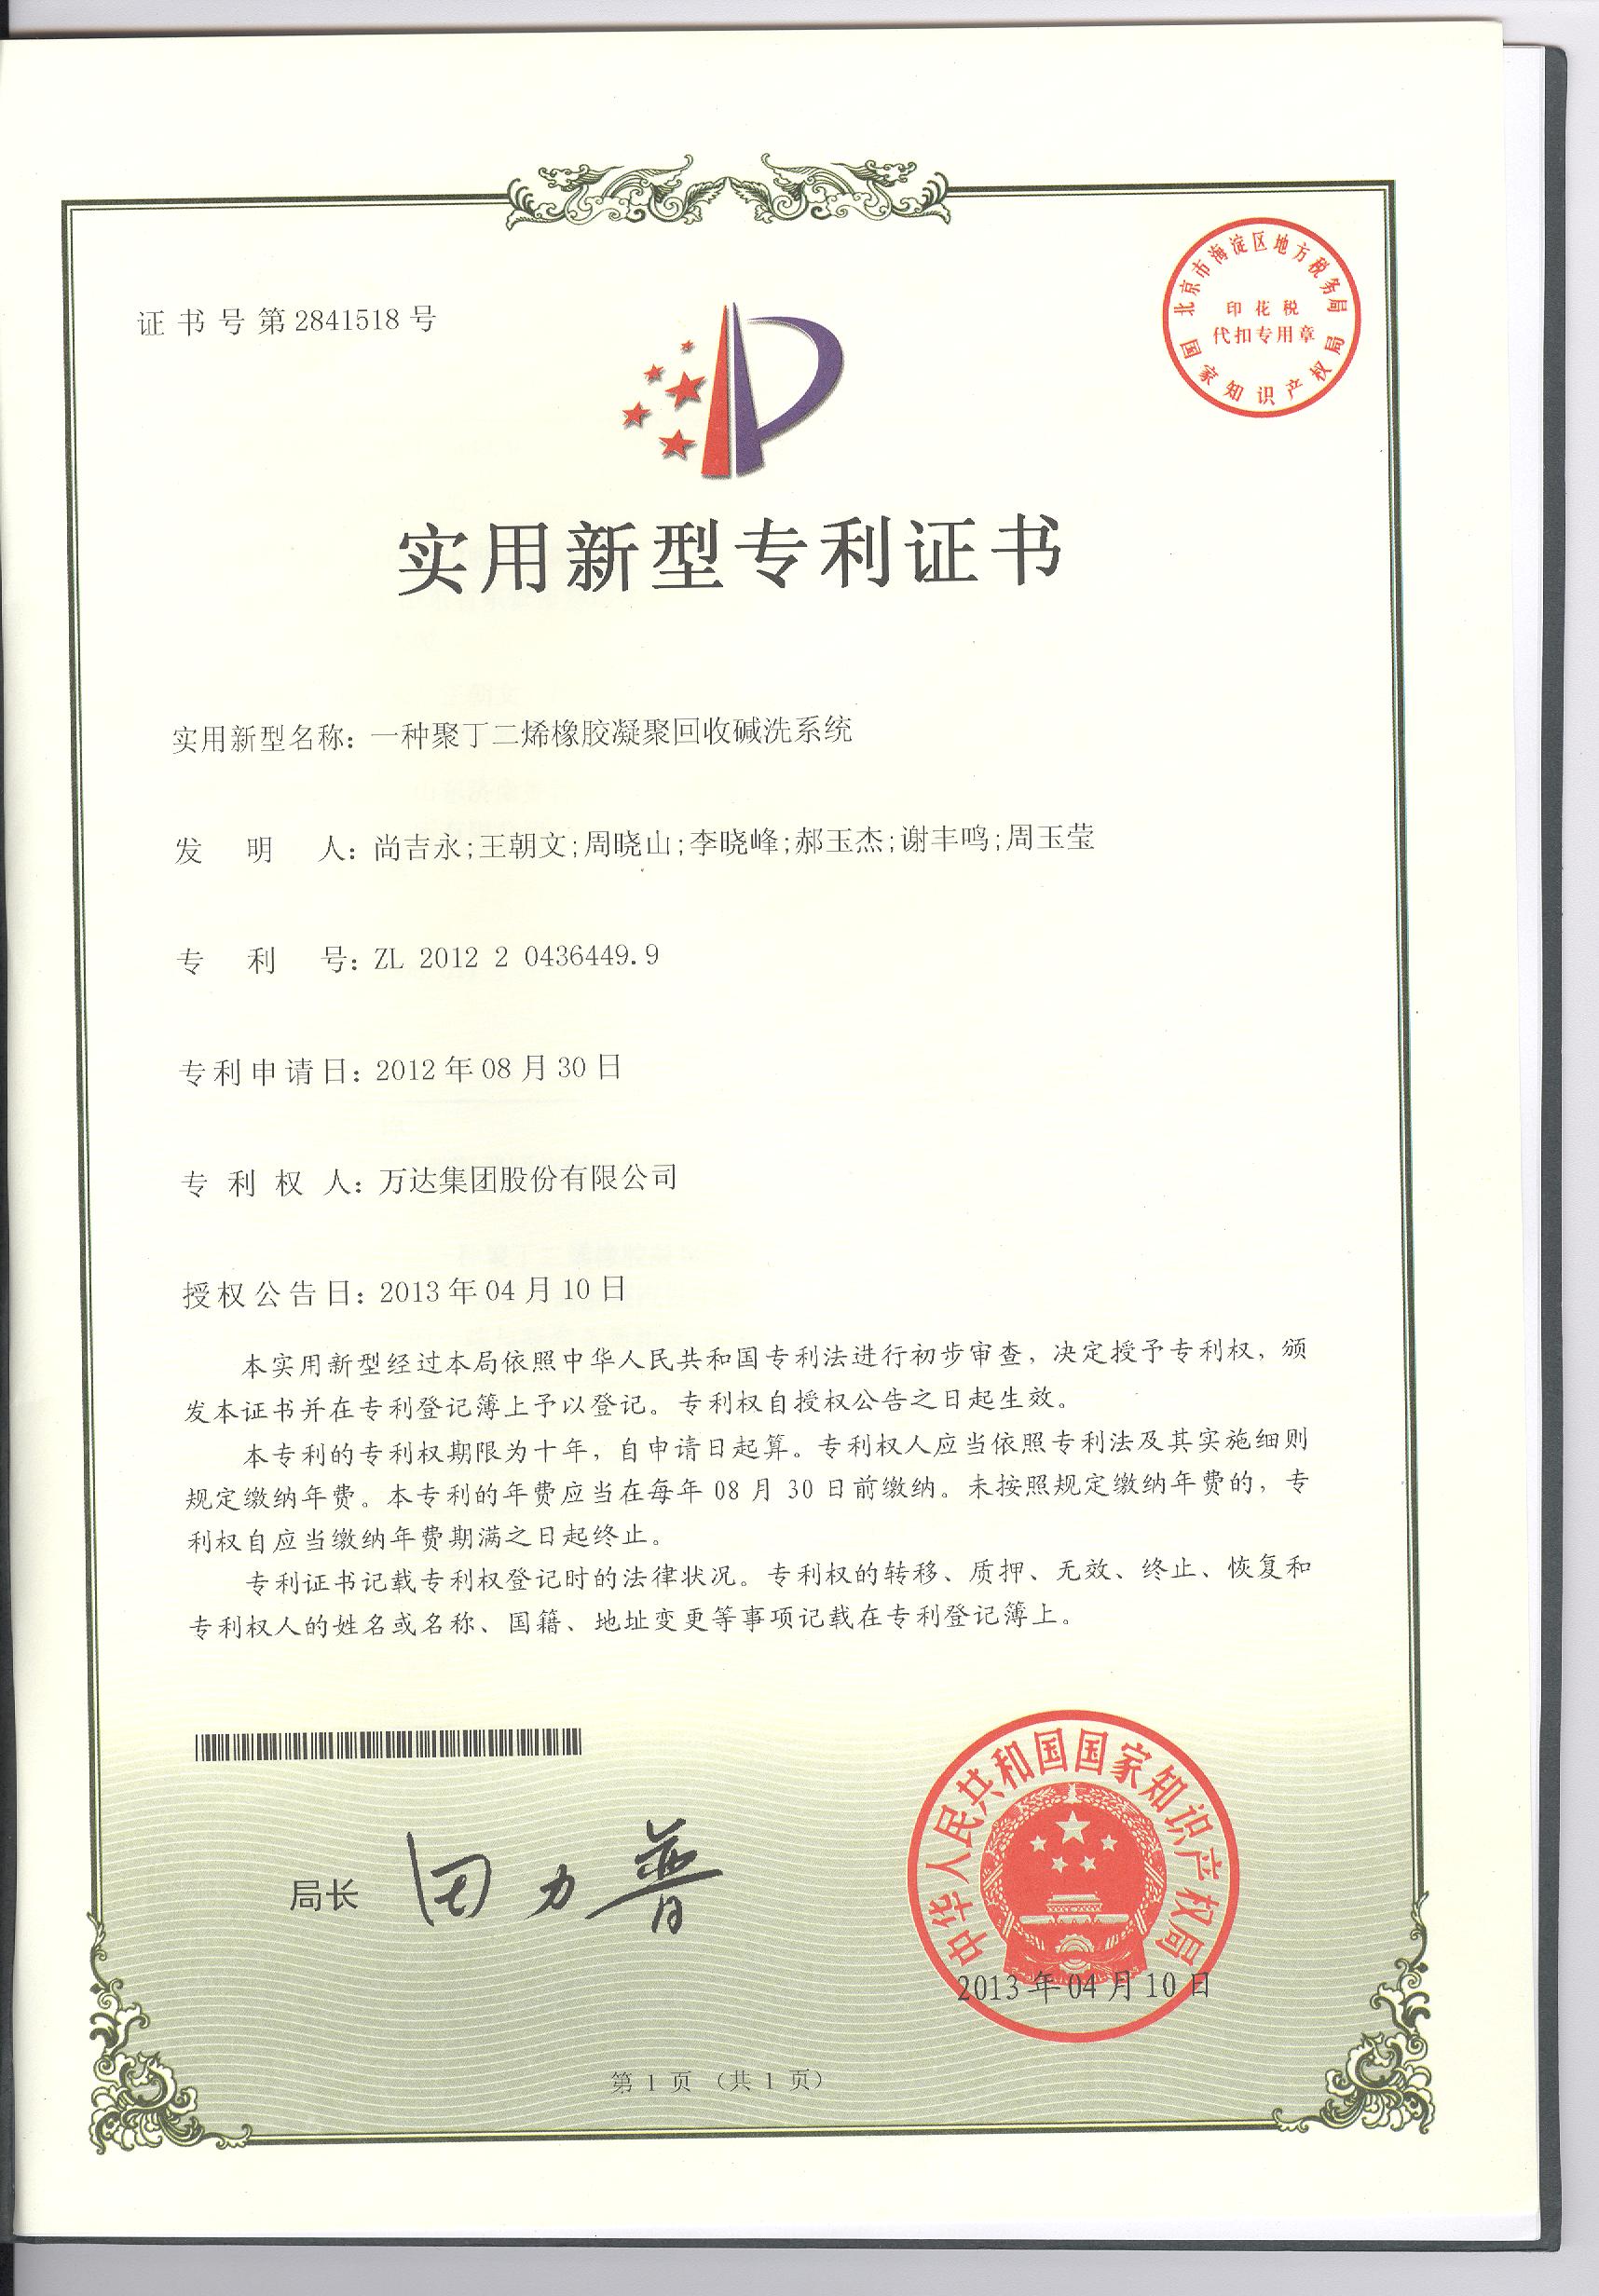 证书号第2841518号
北京市海淀区地方税务局
印花税
代扣专用章
国家知识产权局
实用新型专利证书
实用新型名称：一种聚丁二烯橡胶凝聚回收碱洗系统
发明人：尚吉永;王朝文;周晓山;李晓峰;郝玉杰;谢丰鸣;周玉莹
专利号：ZL 2012 2 0436449.9
专利申请日：2012年08月30日
专利权人：万达集团股份有限公司
授权公告日：2013年04月10日
本实用新型经过本局依照中华人民共和国专利法进行初步审查，决定授予专利权，颁
发本证书并在专利登记簿上予以登记。专利权自授权公告之日起生效。
本专利的专利权期限为十年，自申请日起算。专利权人应当依照专利法及其实施细则
规定缴纳年费。本专利的年费应当在每年08月30日前缴纳。未按照规定缴纳年费的，专
利权自应当缴纳年费期满之日起终止。
专利证书记载专利权登记时的法律状况。专利权的转移、质押、无效、终止、恢复和
专利权人的姓名或名称、国籍、地址变更等事项记载在专利登记簿上。
局长 田力普
中华人民共和国国家知识产权局
2013年04月10日
第1页（共1页）